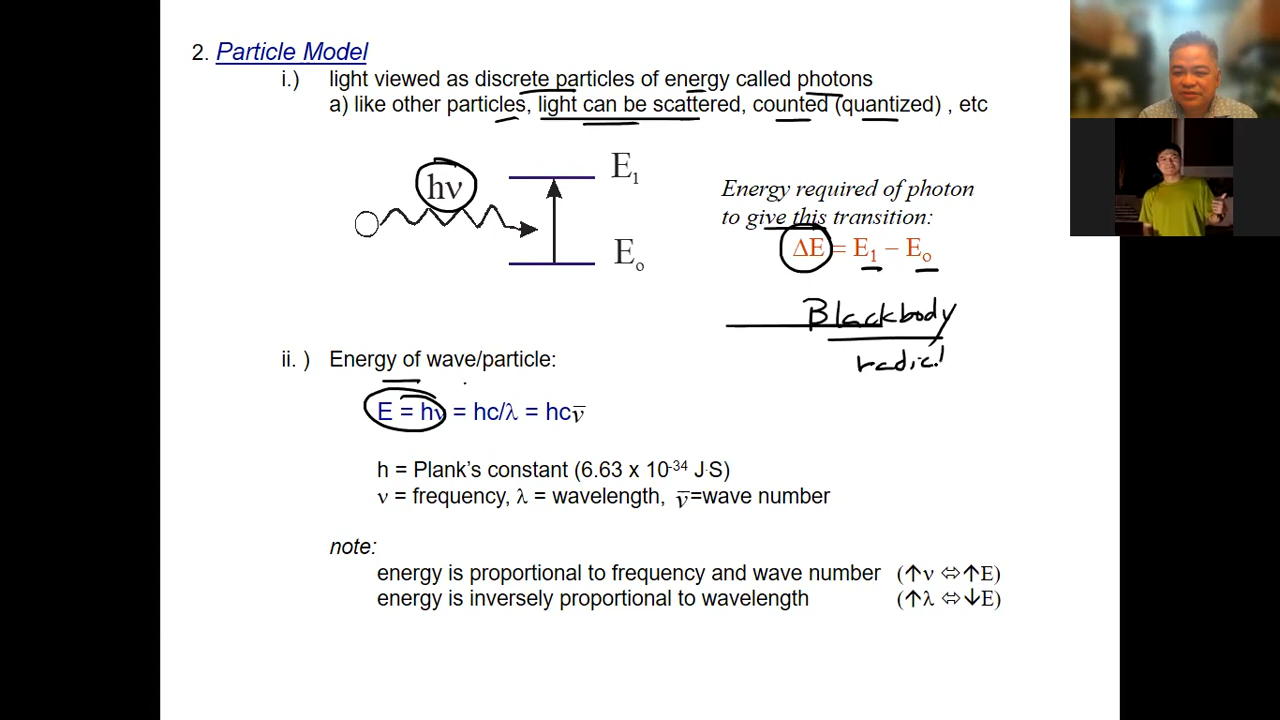 2. Particle Model
i.) light viewed as discrete particles of energy called photons
a) like other particles, light can be scattered, counted (quantized) , etc
hν
E1
Eo
Energy required of photon
to give this transition:
ΔE = E1 − Eo
Blackbody
ii. ) Energy of wave/particle:
E = hν = hc/λ = hcν̅
h = Plank's constant (6.63 x 10⁻³⁴ J·S)
ν = frequency, λ = wavelength, ν̅=wave number
note:
energy is proportional to frequency and wave number (↑ν ⇔↑E)
energy is inversely proportional to wavelength (↑λ ⇔↓E)